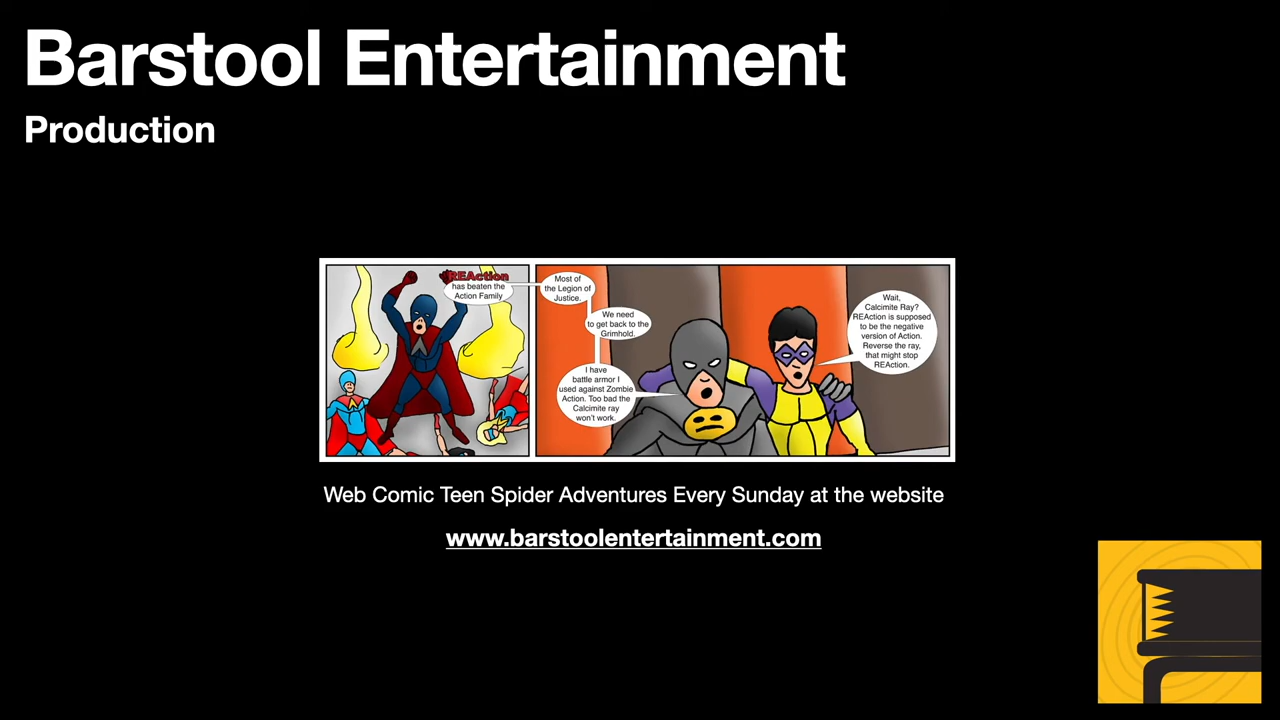 Barstool Entertainment
Production
REAction
has beaten the
Action Family
Most of
the Legion of
Justice.
We need
to get back to the
Grimhold.
I have
battle armor I
used against Zombie
Action. Too bad the
Calcimite ray
won't work.
Wait,
Calcimite Ray?
REAction is supposed
to be the negative
version of Action.
Reverse the ray,
that might stop
REAction.
Web Comic Teen Spider Adventures Every Sunday at the website
www.barstoolentertainment.com